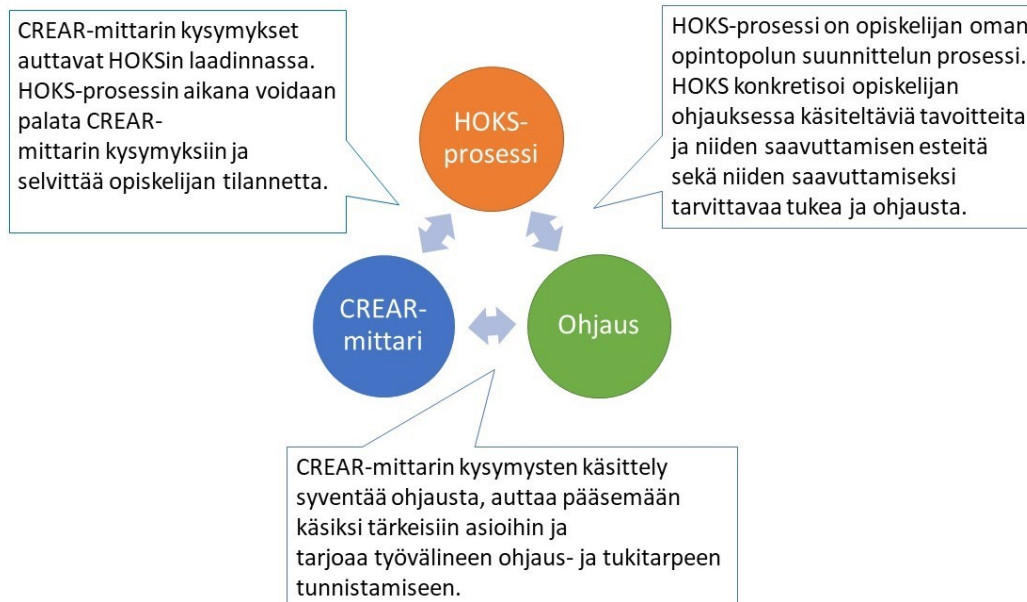 CREAR-mittarin kysymykset
auttavat HOKSin laadinnassa.
HOKS-prosessin aikana voidaan
palata CREAR-
mittarin kysymyksiin ja
selvittää opiskelijan tilannetta.
HOKS-
prosessi
HOKS-prosessi on opiskelijan oman
opintopolun suunnittelun prosessi.
HOKS konkretisoi opiskelijan
ohjauksessa käsiteltäviä tavoitteita
ja niiden saavuttamisen esteitä
sekä niiden saavuttamiseksi
tarvittavaa tukea ja ohjausta.
CREAR-
mittari
Ohjaus
CREAR-mittarin kysymysten käsittely
syventää ohjausta, auttaa pääsemään
käsiksi tärkeisiin asioihin ja
tarjoaa työvälineen ohjaus- ja tukitarpeen
tunnistamiseen.